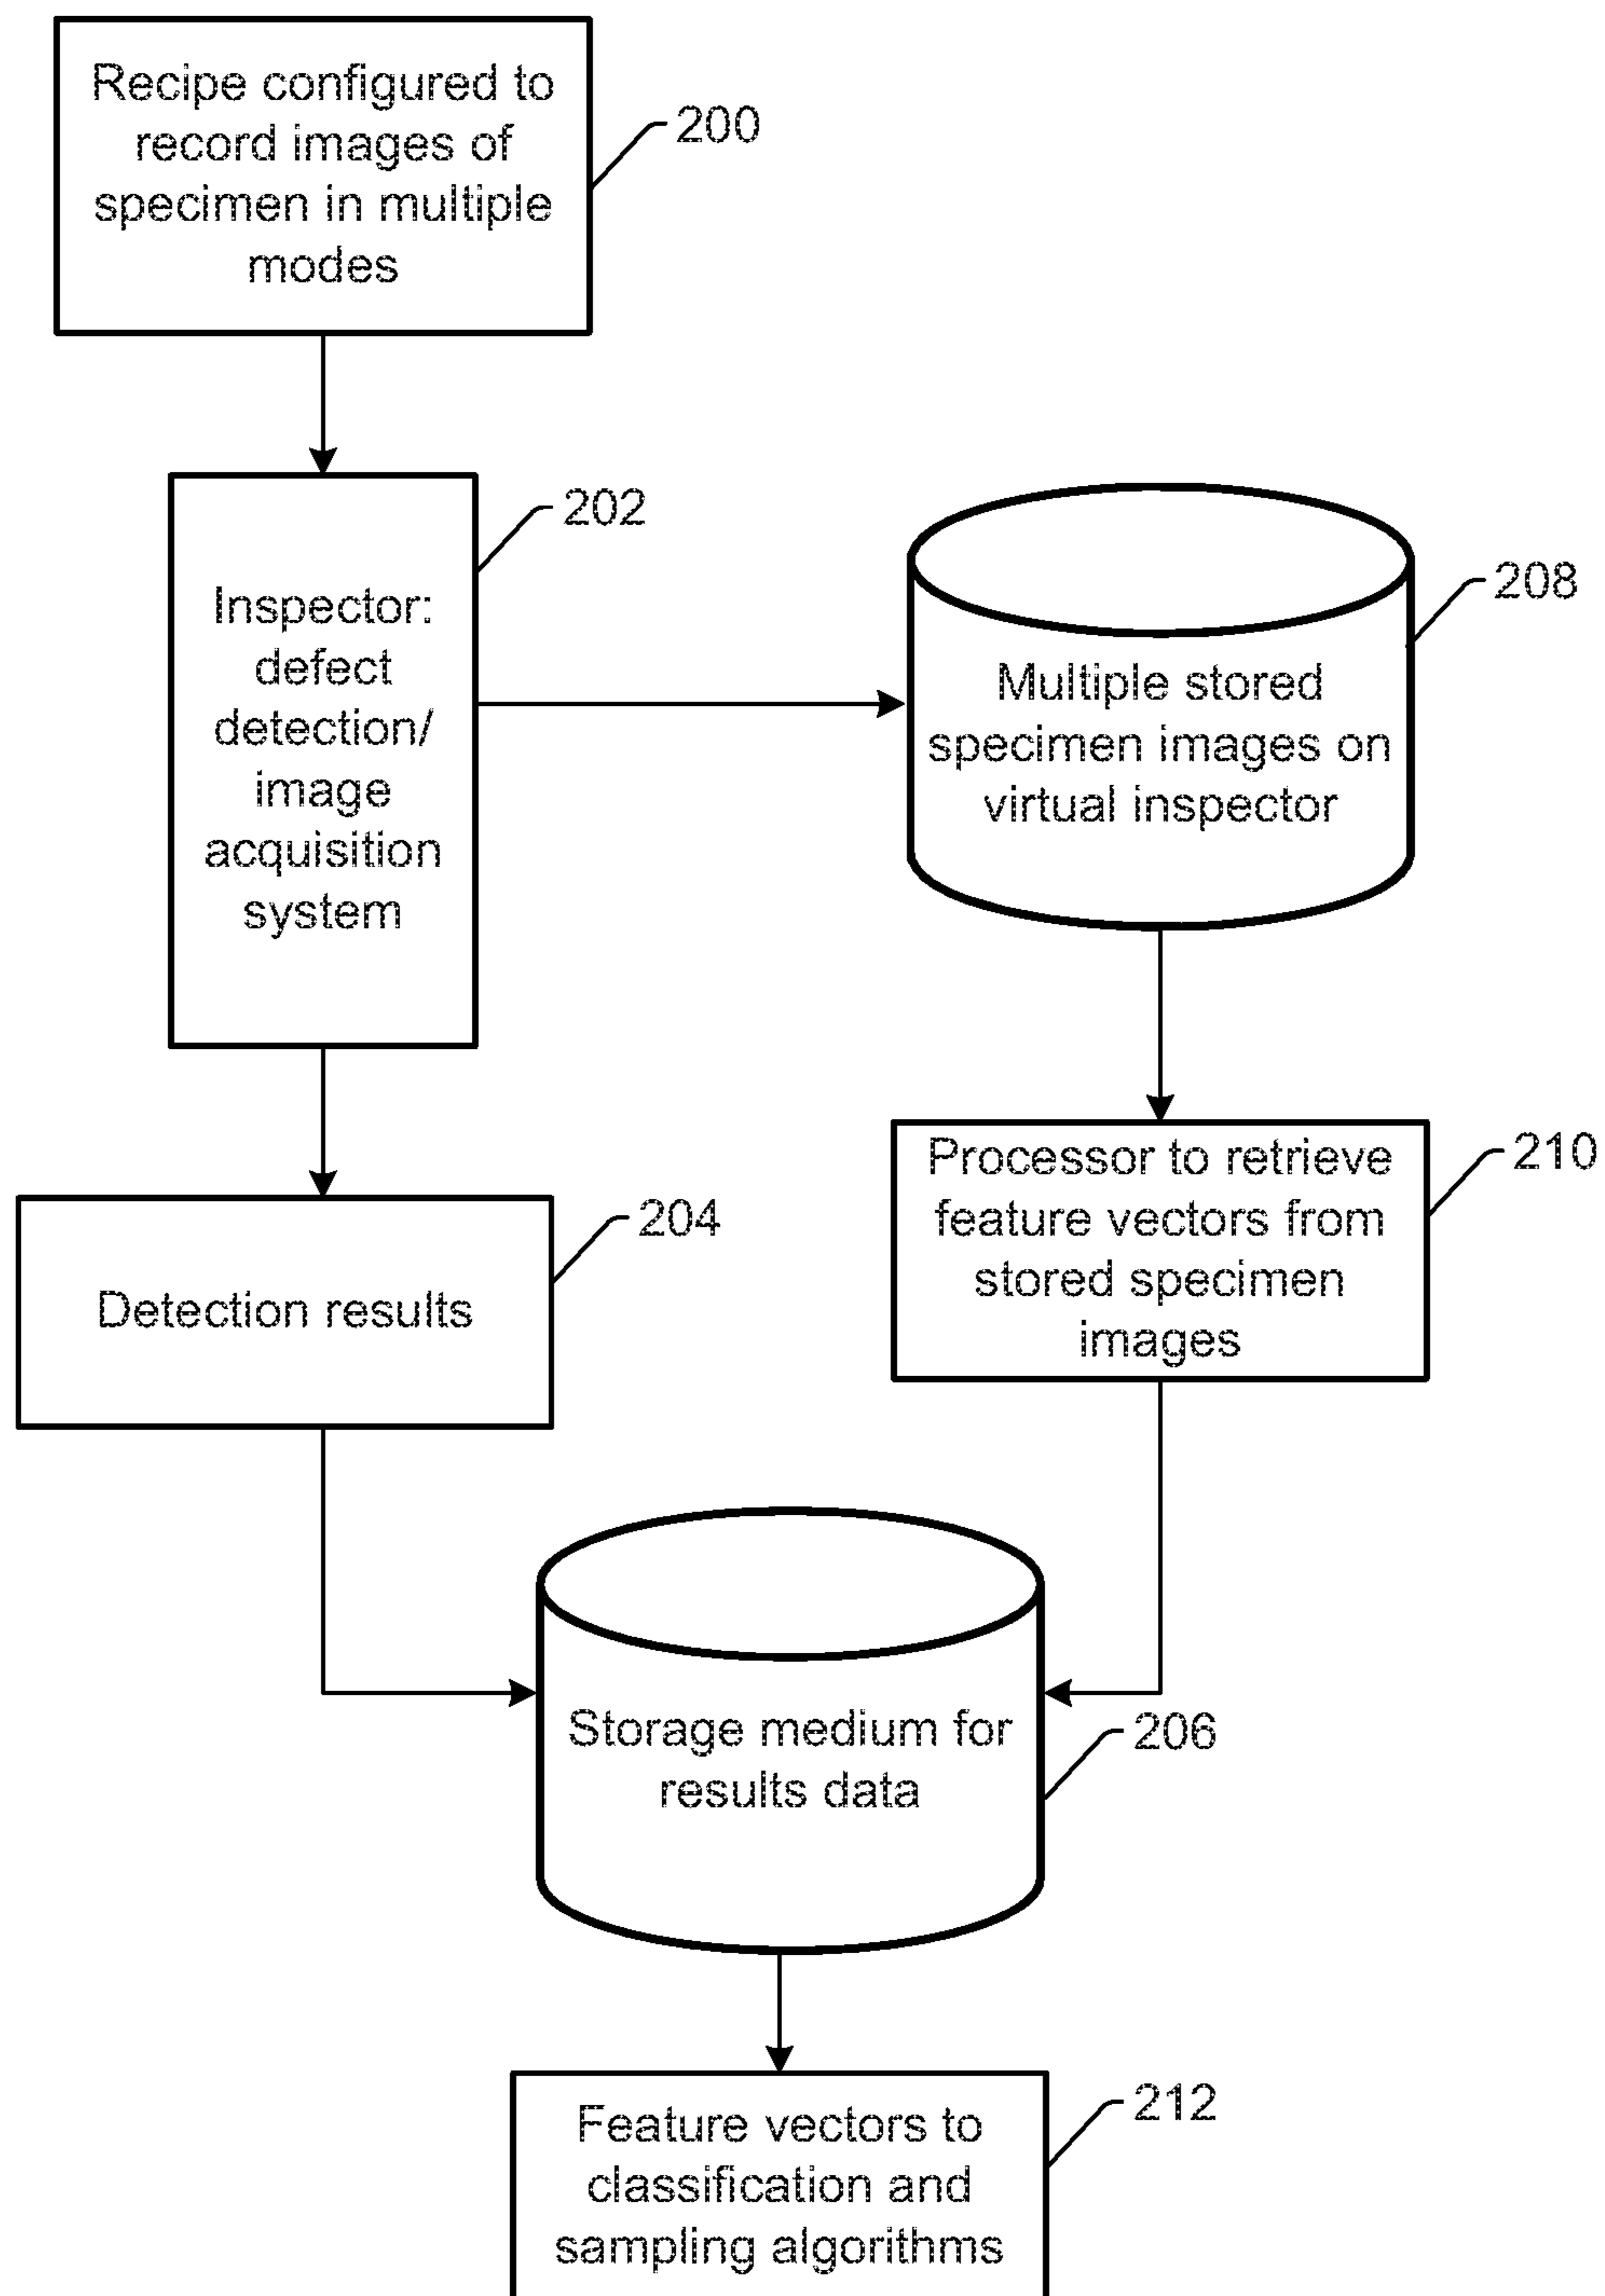 Recipe configured to
record images of
specimen in multiple
modes
200
202
Inspector:
defect
detection/
image
acquisition
system
208
Multiple stored
specimen images on
virtual inspector
210
Processor to retrieve
feature vectors from
stored specimen
images
204
Detection results
206
Storage medium for
results data
212
Feature vectors to
classification and
sampling algorithms